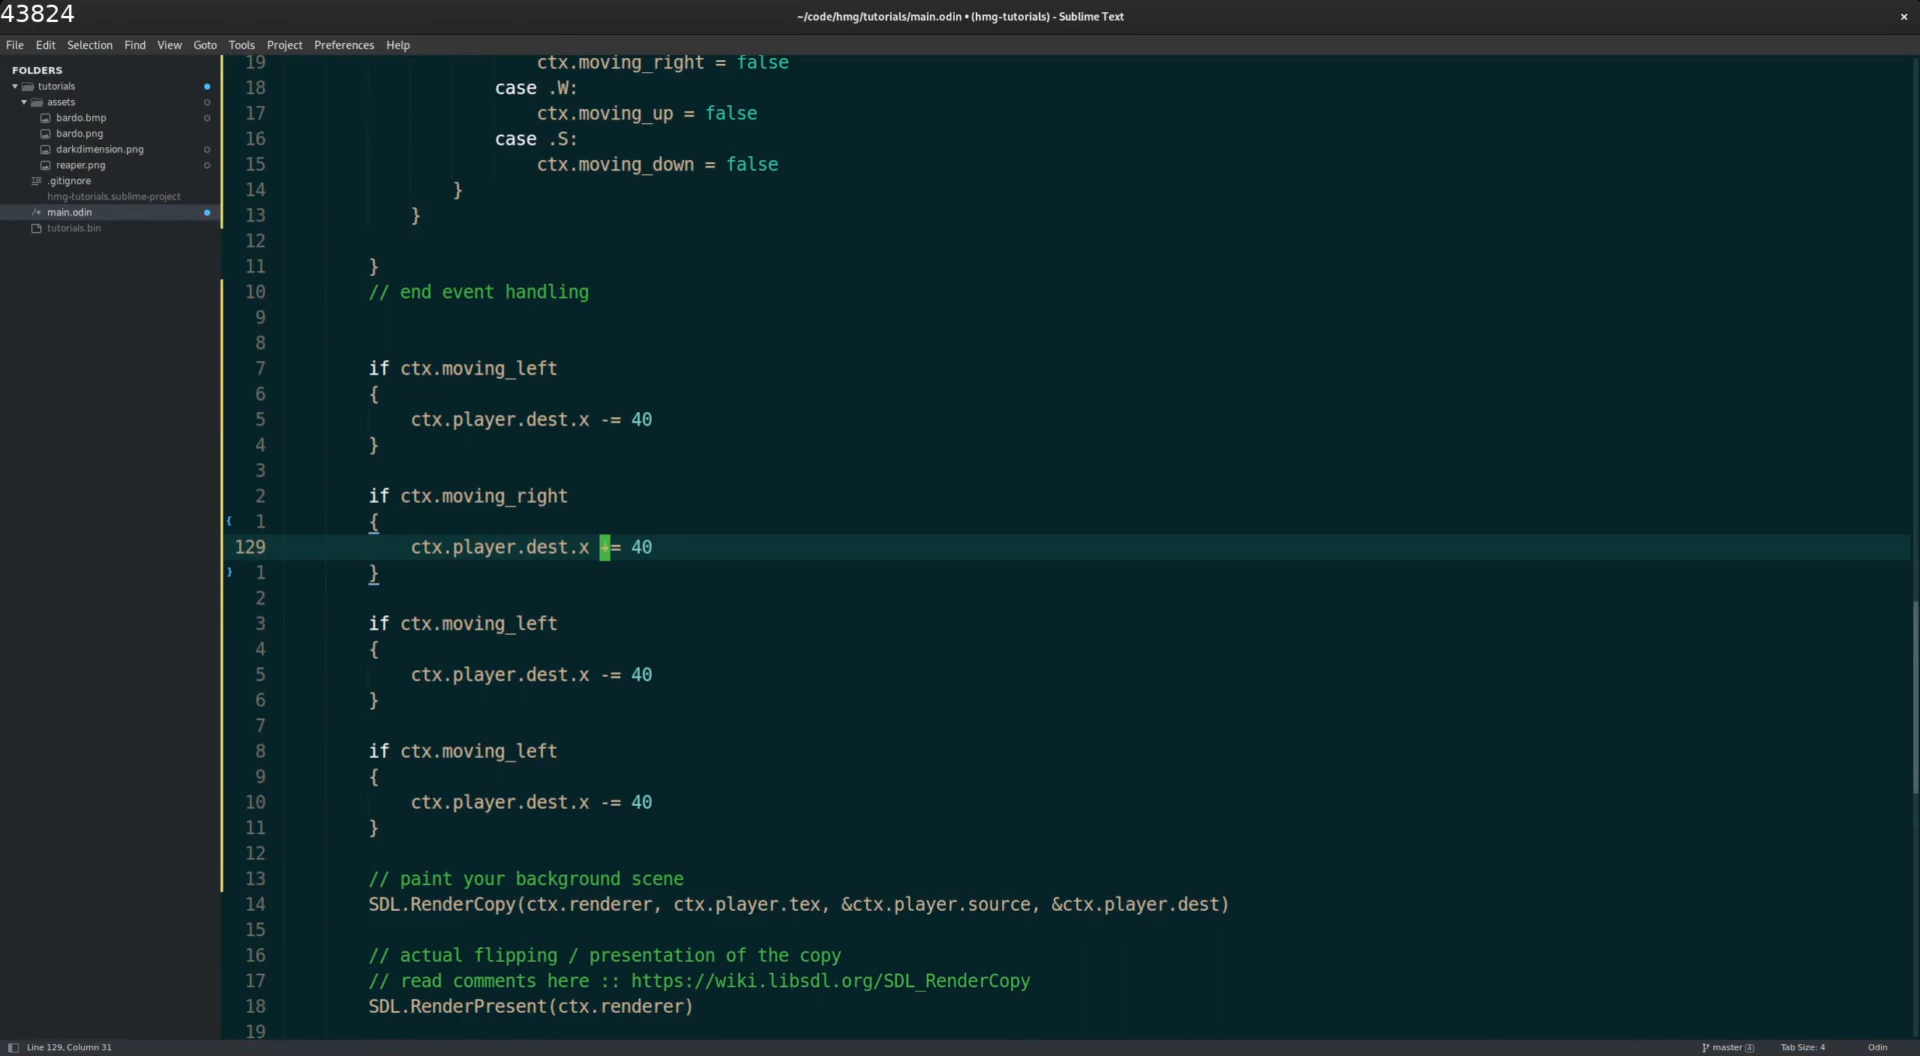 43824
~/code/hmg/tutorials/main.odin • (hmg-tutorials) - Sublime Text
File Edit Selection Find View Goto Tools Project Preferences Help
FOLDERS
tutorials
assets
bardo.bmp
bardo.png
darkdimension.png
reaper.png
.gitignore
hmg-tutorials.sublime-project
main.odin
tutorials.bin
19 ctx.moving_right = false
18 case .W:
17 ctx.moving_up = false
16 case .S:
15 ctx.moving_down = false
14 }
13 }
12
11 }
10 // end event handling
9
8
7 if ctx.moving_left
6 {
5 ctx.player.dest.x -= 40
4 }
3
2 if ctx.moving_right
1 {
129 ctx.player.dest.x += 40
1 }
2
3 if ctx.moving_left
4 {
5 ctx.player.dest.x -= 40
6 }
7
8 if ctx.moving_left
9 {
10 ctx.player.dest.x -= 40
11 }
12
13 // paint your background scene
14 SDL.RenderCopy(ctx.renderer, ctx.player.tex, &ctx.player.source, &ctx.player.dest)
15
16 // actual flipping / presentation of the copy
17 // read comments here :: https://wiki.libsdl.org/SDL_RenderCopy
18 SDL.RenderPresent(ctx.renderer)
19
Line 129, Column 31 master 4 Tab Size: 4 Odin